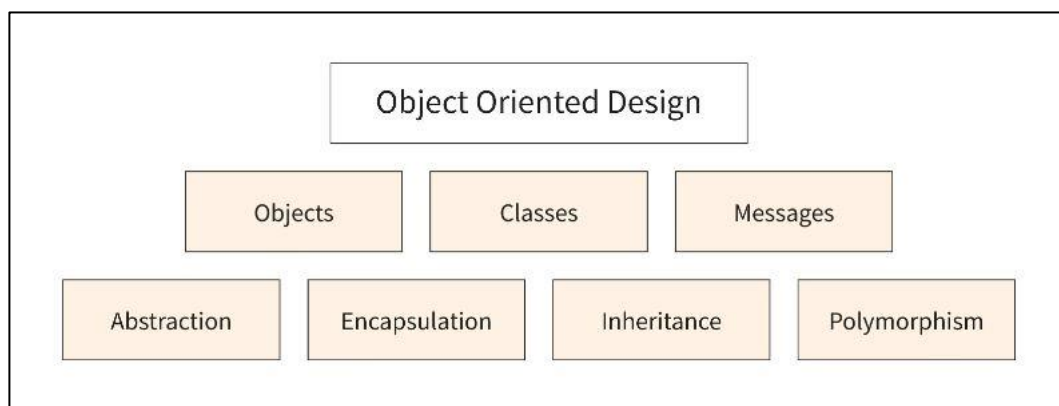 Object Oriented Design
Objects
Classes
Messages
Abstraction
Encapsulation
Inheritance
Polymorphism